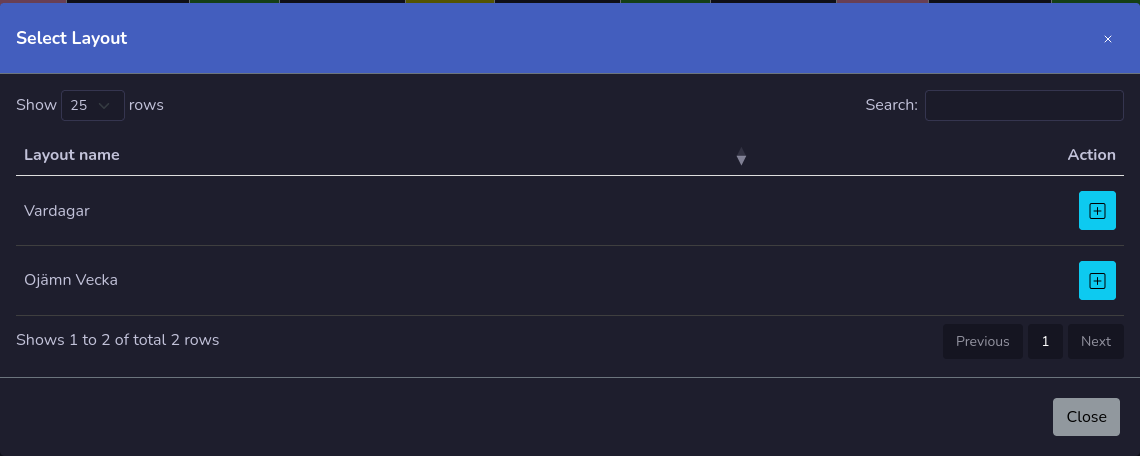 Select Layout ×
Show 25 rows Search:
Layout name Action
Vardagar
Ojämn Vecka
Shows 1 to 2 of total 2 rows Previous 1 Next
Close